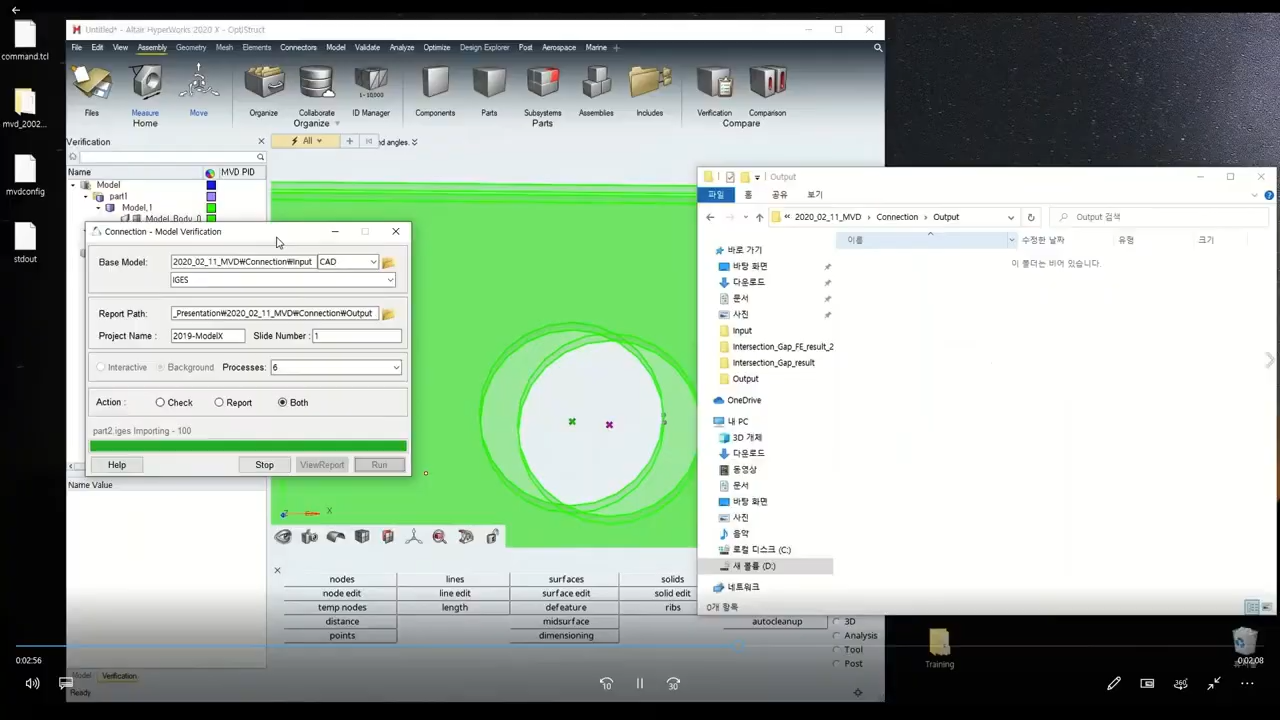 Untitled* - Altair HyperWorks 2020 X - OptiStruct
File Edit View Assembly Geometry Mesh Elements Connectors Model Validate Analyze Optimize Design Explorer Post Aerospace Marine
command.tcl
Files Measure Move Organize Collaborate ID Manager Components Parts Subsystems Assemblies Includes Verification Comparison
1-10,000
Home Organize Parts Compare
mvd_2002...
mvdconfig
stdout
Verification
All
nd angles.
Name MVD PID
Model
part1
Model,1
Model_Body_0
Connection - Model Verification
Base Model: 2020_02_11_MVD₩Connection₩Input CAD
IGES
Report Path: _Presentation₩2020_02_11_MVD₩Connection₩Output
Project Name : 2019-ModelX Slide Number : 1
Interactive Background Processes: 6
Action : Check Report Both
part2.iges Importing - 100
Help Stop ViewReport Run
Name Value
Z X
nodes lines surfaces solids
node edit line edit surface edit solid edit
temp nodes length defeature ribs
distance midsurface autocleanup 3D
points dimensioning Analysis
Tool
Post
Model Verification
Ready
Output
파일 홈 공유 보기
« 2020_02_11_MVD Connection Output Output 검색
이름 수정한 날짜 유형 크기
이 폴더는 비어 있습니다.
바로 가기
바탕 화면
다운로드
문서
사진
Input
Intersection_Gap_FE_result_2
Intersection_Gap_result
Output
OneDrive
내 PC
3D 개체
다운로드
동영상
문서
바탕 화면
사진
음악
로컬 디스크 (C:)
새 볼륨 (D:)
네트워크
0개 항목
Training
0:02:56
0:02:08
10 30
360